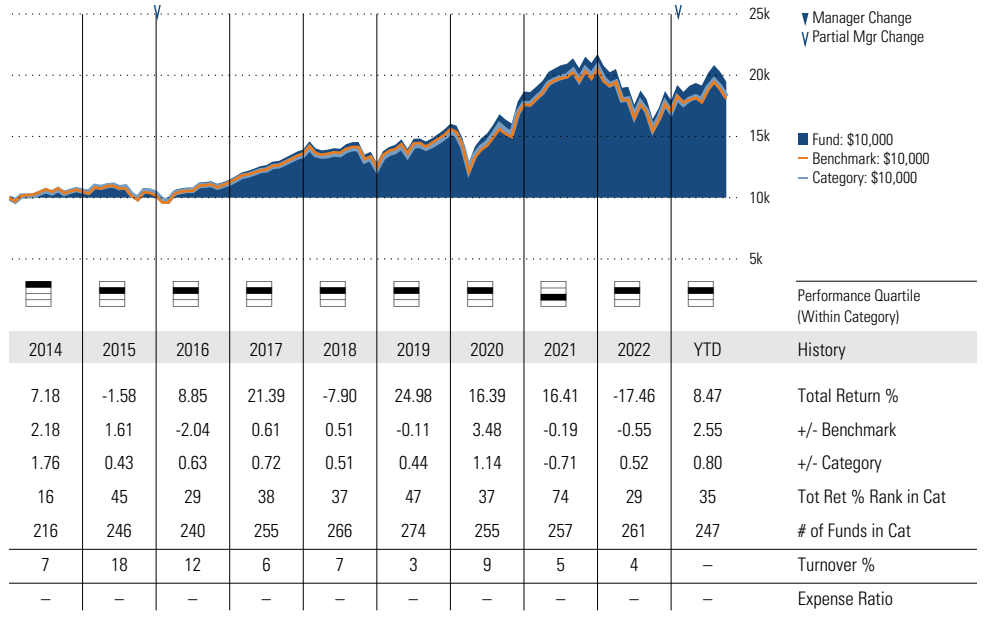 25k
Manager Change
Partial Mgr Change
20k
15k
Fund: $10,000
Benchmark: $10,000
Category: $10,000
10k
5k
Performance Quartile
(Within Category)
2014 2015 2016 2017 2018 2019 2020 2021 2022 YTD History
7.18 -1.58 8.85 21.39 -7.90 24.98 16.39 16.41 -17.46 8.47 Total Return %
2.18 1.61 -2.04 0.61 0.51 -0.11 3.48 -0.19 -0.55 2.55 +/- Benchmark
1.76 0.43 0.63 0.72 0.51 0.44 1.14 -0.71 0.52 0.80 +/- Category
16 45 29 38 37 47 37 74 29 35 Tot Ret % Rank in Cat
216 246 240 255 266 274 255 257 261 247 # of Funds in Cat
7 18 12 6 7 3 9 5 4 – Turnover %
– – – – – – – – – – Expense Ratio